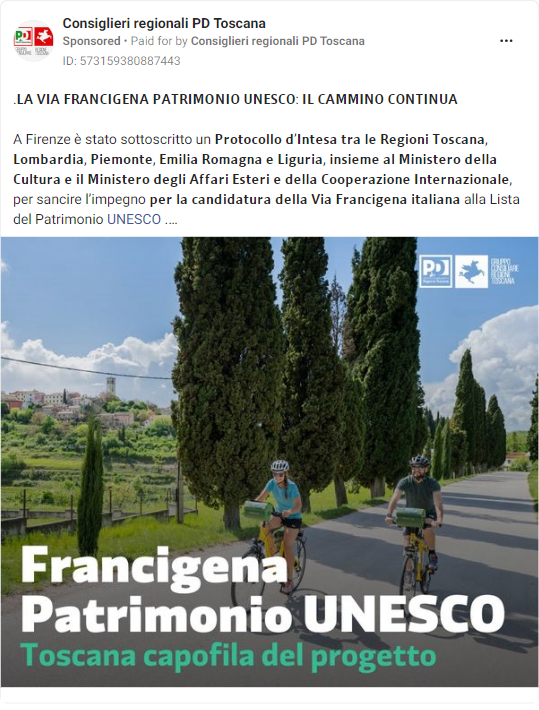 Consiglieri regionali PD Toscana
Sponsored • Paid for by Consiglieri regionali PD Toscana
ID: 573159380887443
.LA VIA FRANCIGENA PATRIMONIO UNESCO: IL CAMMINO CONTINUA
A Firenze è stato sottoscritto un Protocollo d’Intesa tra le Regioni Toscana,
Lombardia, Piemonte, Emilia Romagna e Liguria, insieme al Ministero della
Cultura e il Ministero degli Affari Esteri e della Cooperazione Internazionale,
per sancire l’impegno per la candidatura della Via Francigena italiana alla Lista
del Patrimonio UNESCO ....
PD
GRUPPO
CONSILIARE
REGIONE
TOSCANA
Francigena
Patrimonio UNESCO
Toscana capofila del progetto